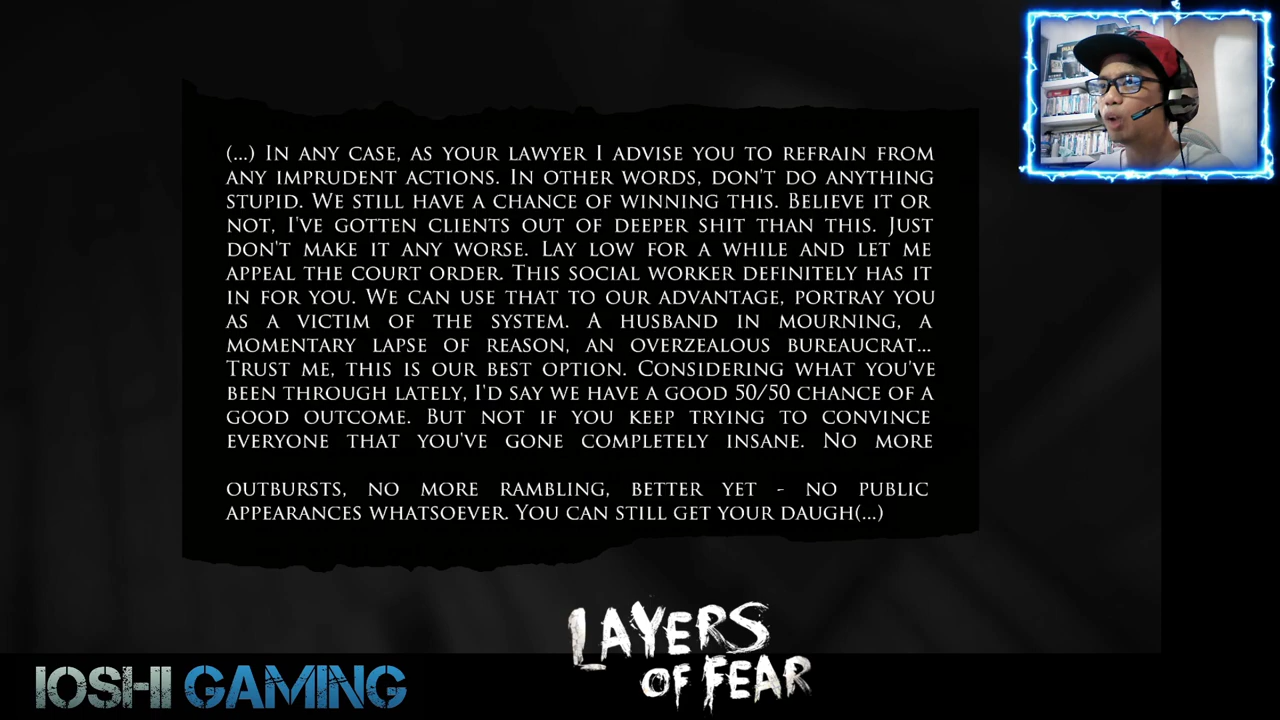 (...) In any case, as your lawyer I advise you to refrain from
any imprudent actions. In other words, don't do anything
stupid. We still have a chance of winning this. Believe it or
not, I've gotten clients out of deeper shit than this. Just
don't make it any worse. Lay low for a while and let me
appeal the court order. This social worker definitely has it
in for you. We can use that to our advantage, portray you
as a victim of the system. A husband in mourning, a
momentary lapse of reason, an overzealous bureaucrat...
Trust me, this is our best option. Considering what you've
been through lately, I'd say we have a good 50/50 chance of a
good outcome. But not if you keep trying to convince
everyone that you've gone completely insane. No more
outbursts, no more rambling, better yet - no public
appearances whatsoever. You can still get your daugh(...)
LAYERS
OF FEAR
IOSHI GAMING